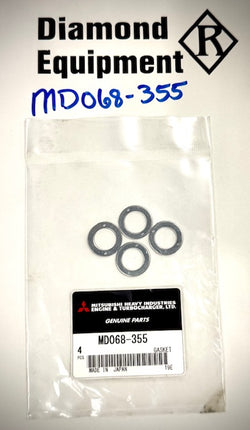 Diamond
Equipment
R
MD068-355
MITSUBISHI HEAVY INDUSTRIES
ENGINE & TURBOCHARGER, LTD.
GENUINE PARTS
MD068-355
4 GASKET
PCS
MADE IN JAPAN 19E